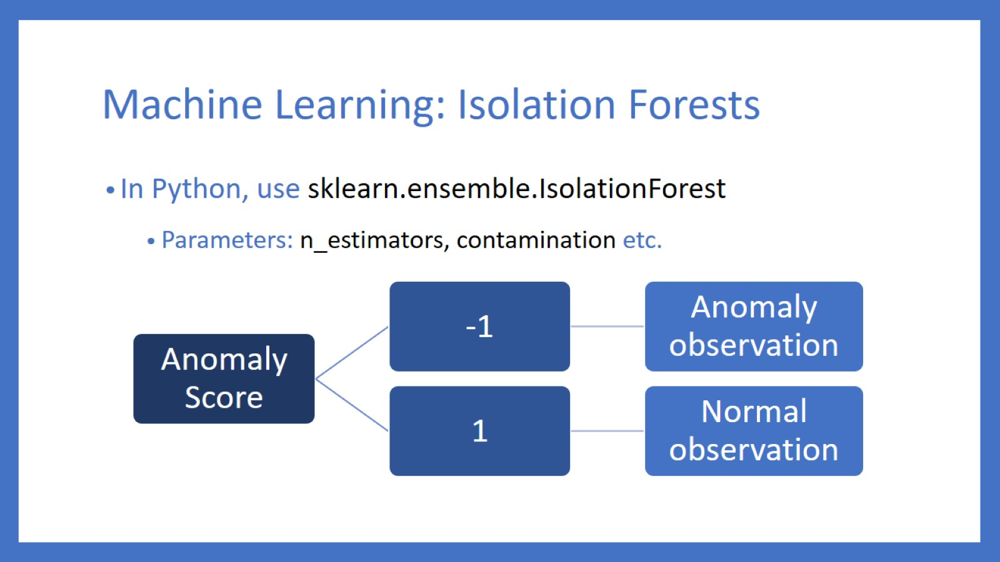 Machine Learning: Isolation Forests
• In Python, use sklearn.ensemble.IsolationForest
• Parameters: n_estimators, contamination etc.
Anomaly
Score
-1
Anomaly
observation
1
Normal
observation